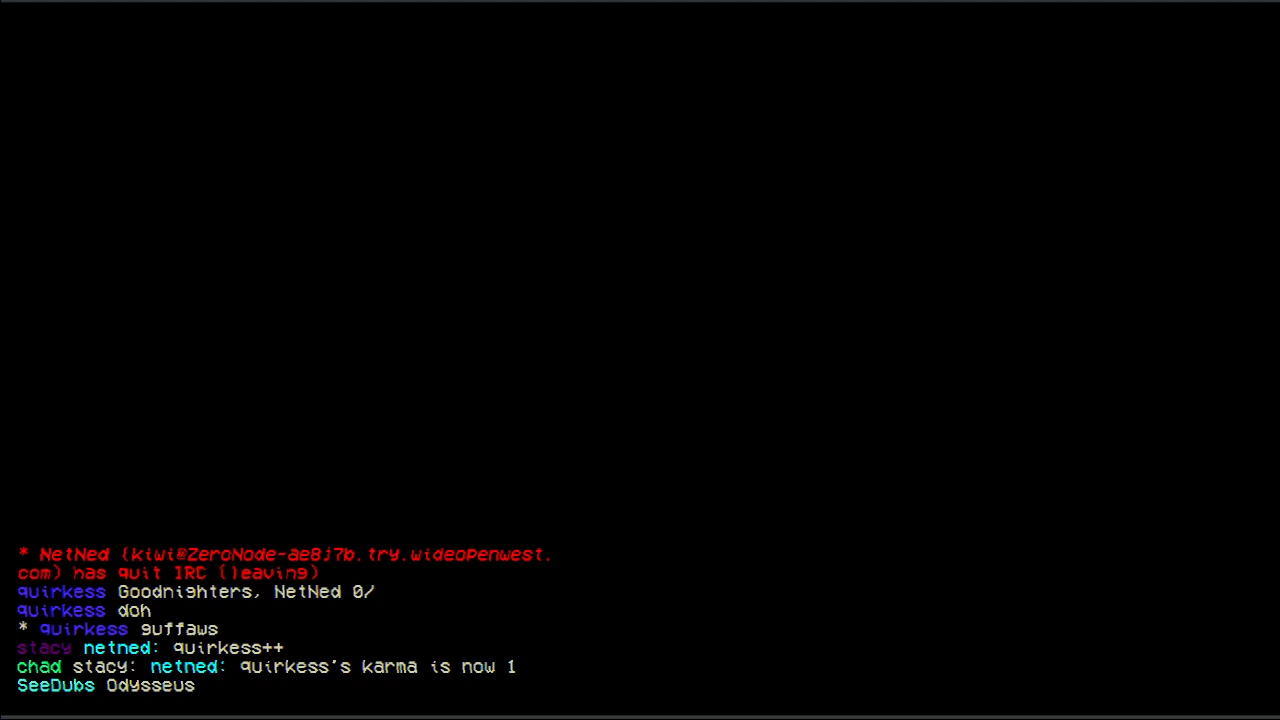 * NetNed (kiwi@ZeroNode-ae8j7b.try.wideopenwest.
com) has quit IRC (leaving)
quirkess Goodnighters, NetNed 0/
quirkess doh
* quirkess guffaws
stacy netned: quirkess++
chad stacy: netned: quirkess's karma is now 1
SeeDubs Odysseus